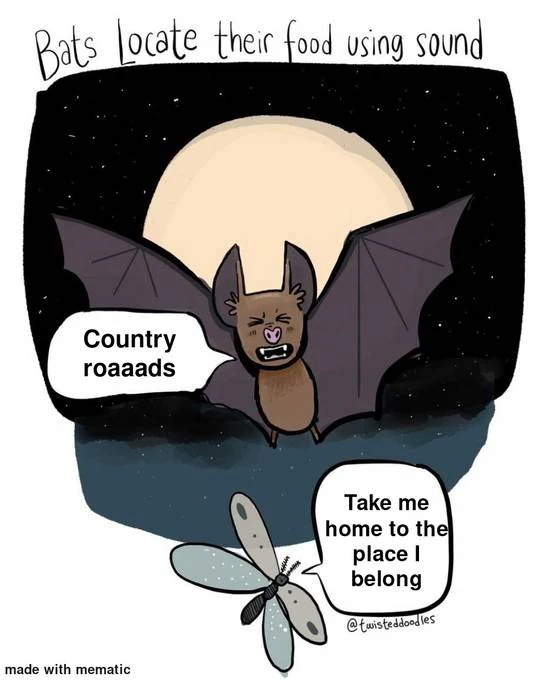 Bats Locate their food using sound
Country
roaaads
Take me
home to the
place I
belong
@twisteddoodles
made with mematic